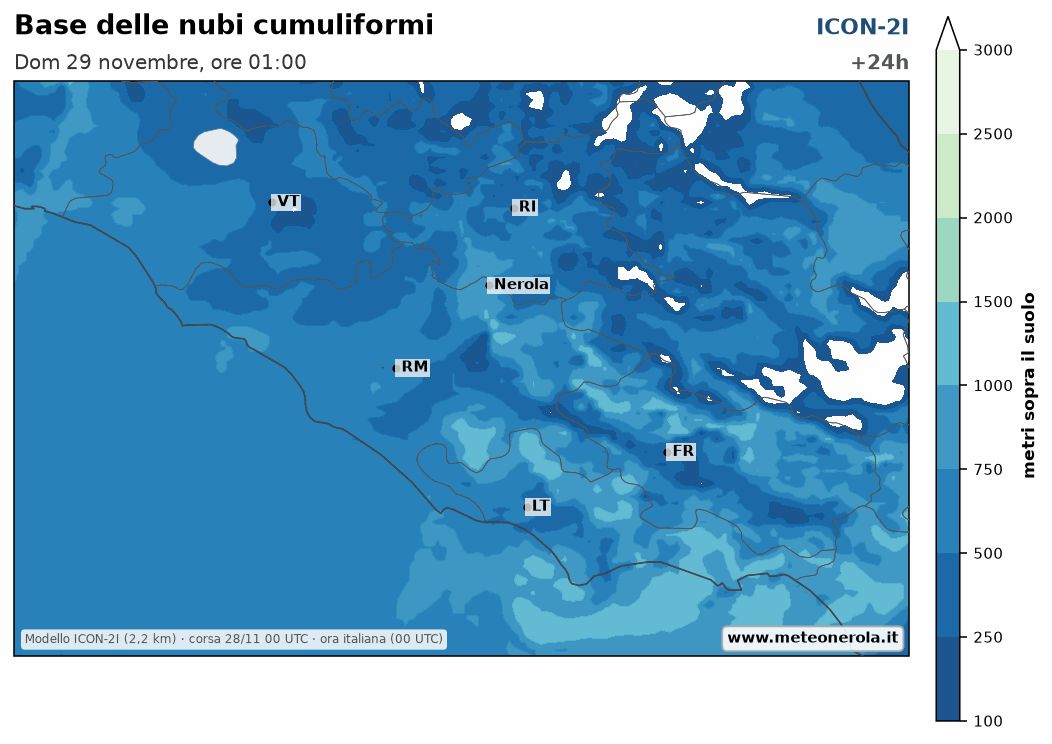 Base delle nubi cumuliformi
ICON-2I
Dom 29 novembre, ore 01:00
+24h
3000
2500
2000
1500
1000
750
500
250
100
metri sopra il suolo
VT
RI
Nerola
RM
FR
LT
Modello ICON-2I (2,2 km) · corsa 28/11 00 UTC · ora italiana (00 UTC)
www.meteonerola.it